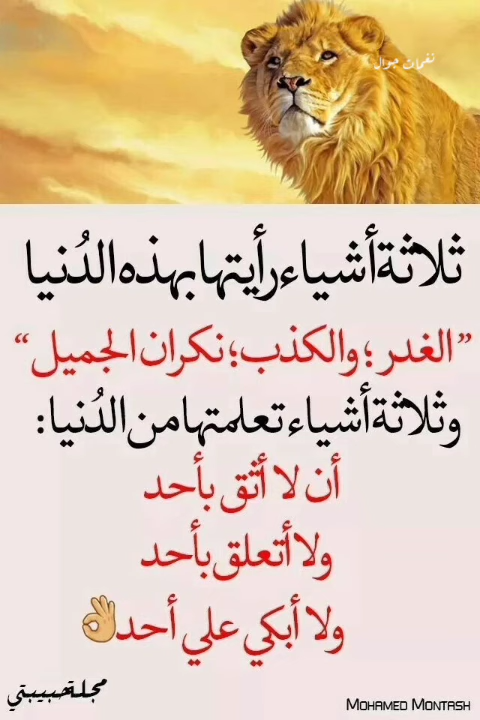 نغمات جوال
ثلاثة أشياء رأيتها بهذه الدُنيا
”الغدر ؛ والكذب ؛ نكران الجميل“
وثلاثة أشياء تعلمتها من الدُنيا :
أن لا أثق بأحد
ولا أتعلق بأحد
ولا أبكي علي أحد👌
مجلة حبيبتي
MOHAMED MONTASH